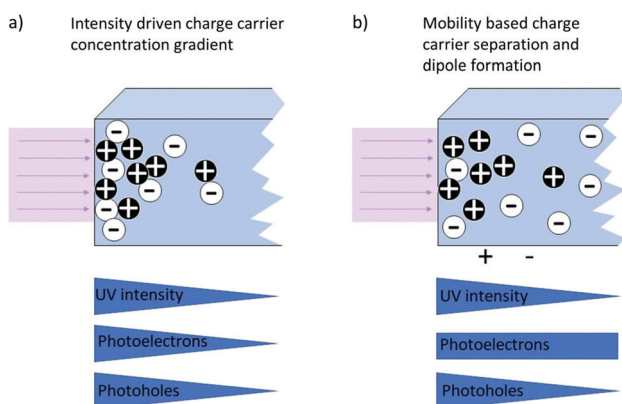 a)
Intensity driven charge carrier
concentration gradient
b)
Mobility based charge
carrier separation and
dipole formation
+ -
UV intensity
Photoelectrons
Photoholes
UV intensity
Photoelectrons
Photoholes